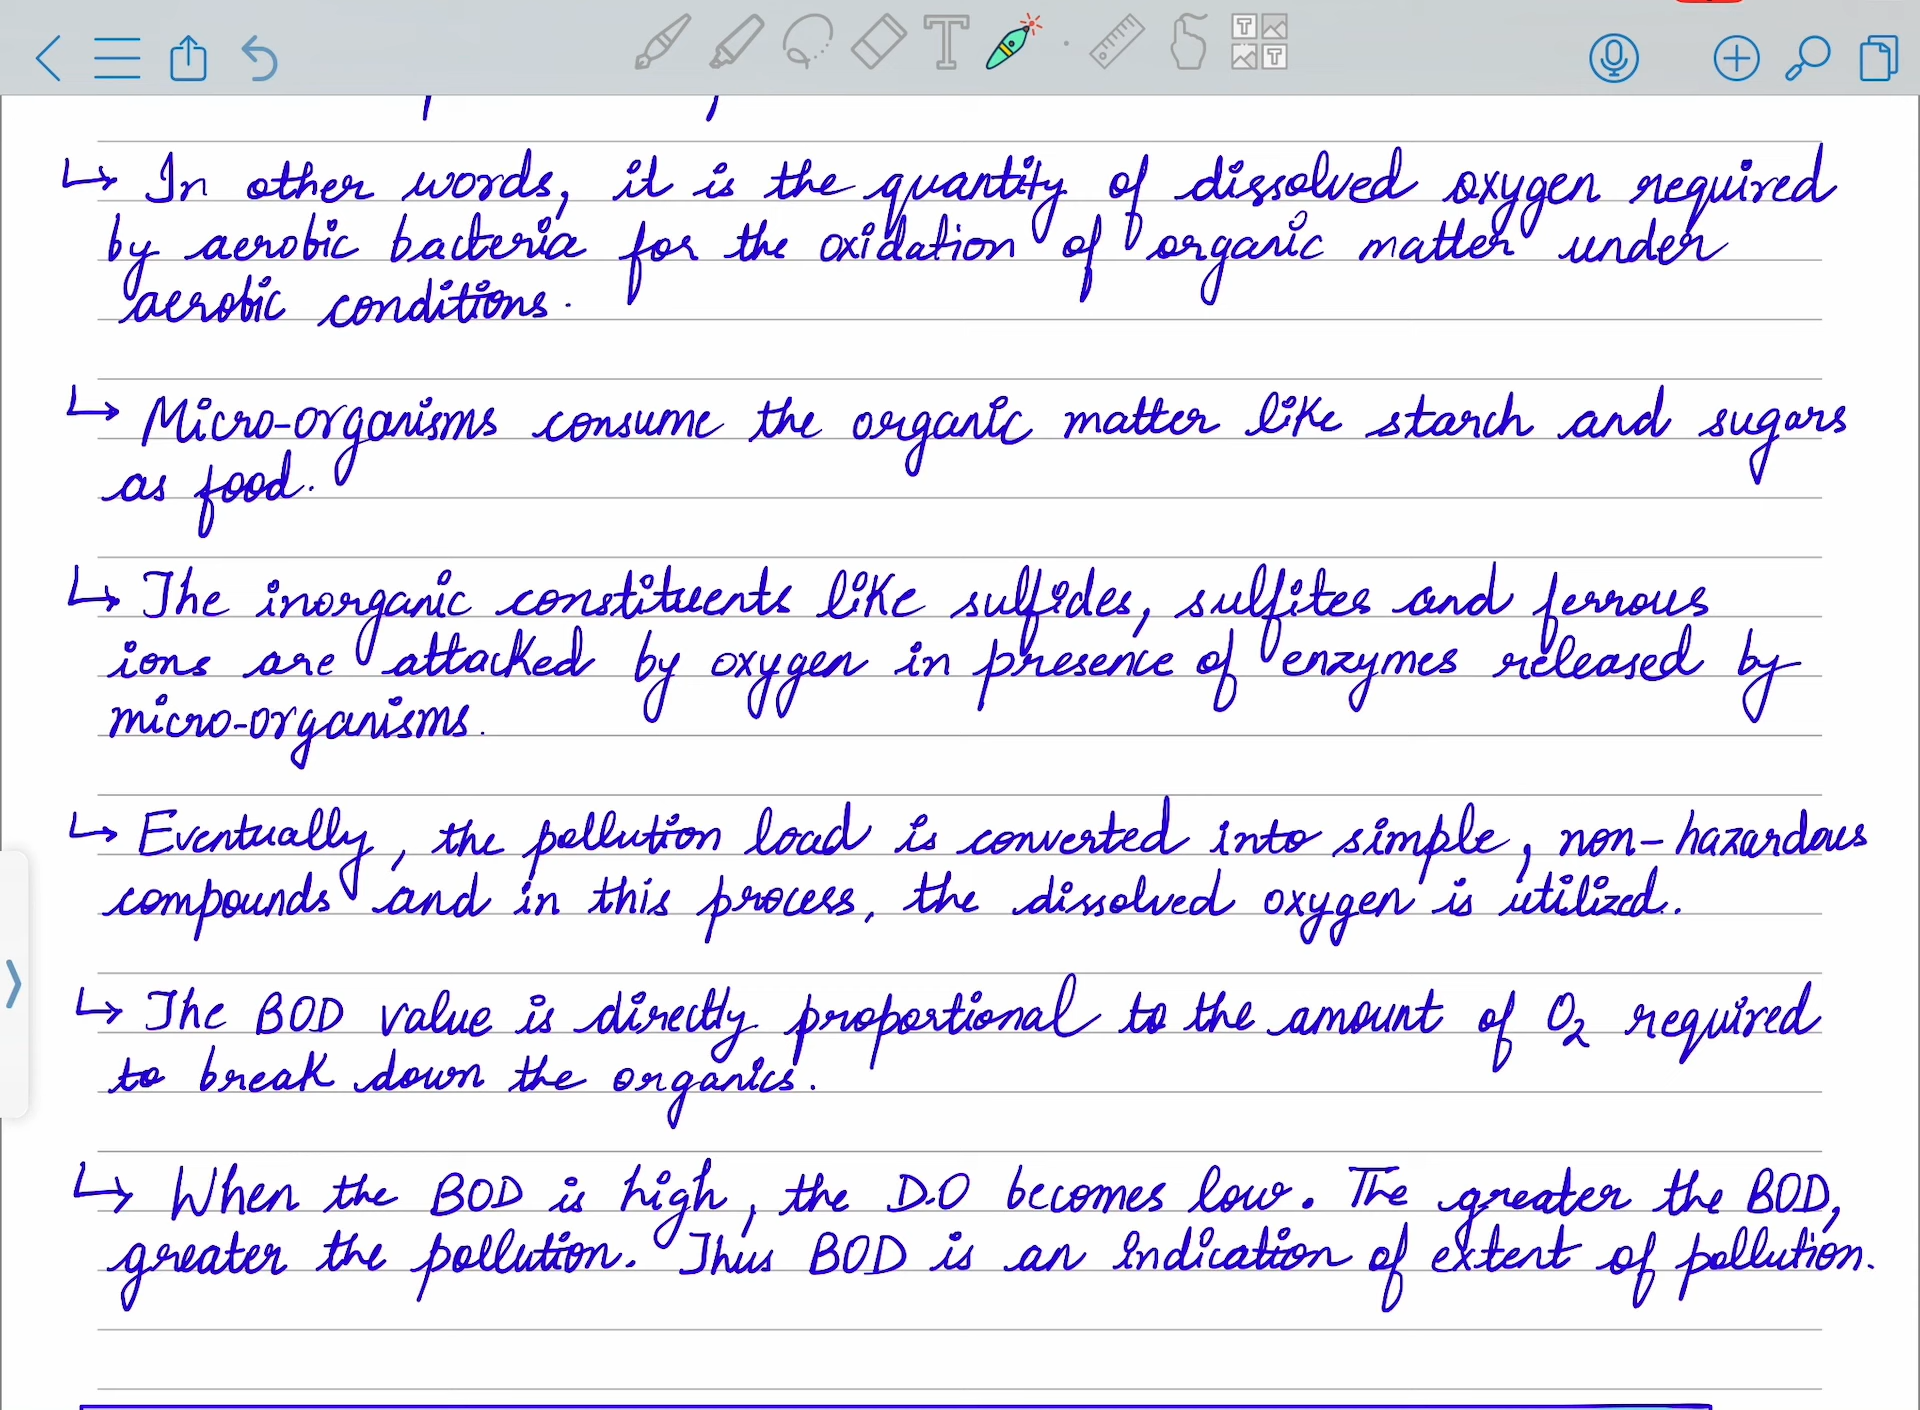 ↳ In other words, it is the quantity of dissolved oxygen required
by aerobic bacteria for the oxidation of organic matter under
aerobic conditions.
↳ Micro-organisms consume the organic matter like starch and sugars
as food.
↳ The inorganic constituents like sulfides, sulfites and ferrous
ions are attacked by oxygen in presence of enzymes released by
micro-organisms.
↳ Eventually, the pollution load is converted into simple, non-hazardous
compounds and in this process, the dissolved oxygen is utilized.
↳ The BOD value is directly proportional to the amount of O₂ required
to break down the organics.
↳ When the BOD is high, the D.O becomes low. The greater the BOD,
greater the pollution. Thus BOD is an indication of extent of pollution.